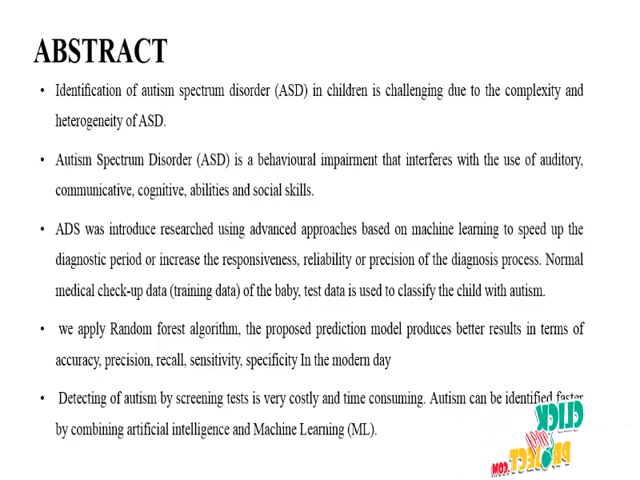 ABSTRACT
• Identification of autism spectrum disorder (ASD) in children is challenging due to the complexity and
heterogeneity of ASD.
• Autism Spectrum Disorder (ASD) is a behavioural impairment that interferes with the use of auditory,
communicative, cognitive, abilities and social skills.
• ADS was introduce researched using advanced approaches based on machine learning to speed up the
diagnostic period or increase the responsiveness, reliability or precision of the diagnosis process. Normal
medical check-up data (training data) of the baby, test data is used to classify the child with autism.
• we apply Random forest algorithm, the proposed prediction model produces better results in terms of
accuracy, precision, recall, sensitivity, specificity In the modern day
• Detecting of autism by screening tests is very costly and time consuming. Autism can be identified faster
by combining artificial intelligence and Machine Learning (ML).
CLICK
MY
PROJECT
.COM